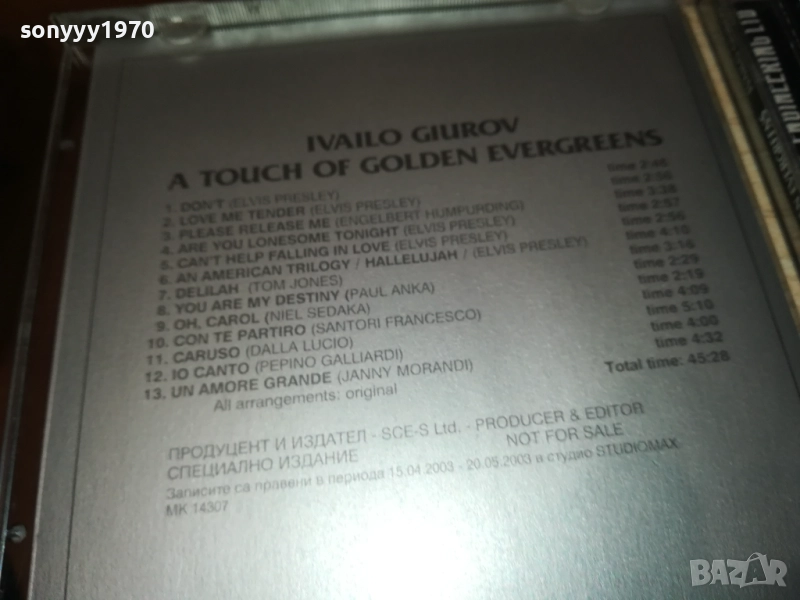 sonyyy1970
IVAILO GIUROV
A TOUCH OF GOLDEN EVERGREENS
1. DON'T (ELVIS PRESLEY) time 2:45
2. LOVE ME TENDER (ELVIS PRESLEY) time 2:56
3. PLEASE RELEASE ME (ENGELBERT HUMPURDING) time 3:28
4. ARE YOU LONESOME TONIGHT (ELVIS PRESLEY) time 2:57
5. CAN'T HELP FALLING IN LOVE (ELVIS PRESLEY) time 2:56
6. AN AMERICAN TRILOGY / HALLELUJAH / (ELVIS PRESLEY) time 4:10
7. DELILAH (TOM JONES) time 3:16
8. YOU ARE MY DESTINY (PAUL ANKA) time 2:29
9. OH, CAROL (NIEL SEDAKA) time 2:19
10. CON TE PARTIRO (SANTORI FRANCESCO) time 4:09
11. CARUSO (DALLA LUCIO) time 5:10
12. IO CANTO (PEPINO GALLIARDI) time 4:00
13. UN AMORE GRANDE (JANNY MORANDI) time 4:32
All arrangements: original Total time: 45:28
ПРОДУЦЕНТ И ИЗДАТЕЛ - SCE-S Ltd. - PRODUCER & EDITOR
СПЕЦИАЛНО ИЗДАНИЕ NOT FOR SALE
Записите са правени в периода 15.04.2003 - 20.05.2003 в студио STUDIOMAX
MK 14307
BAZAR